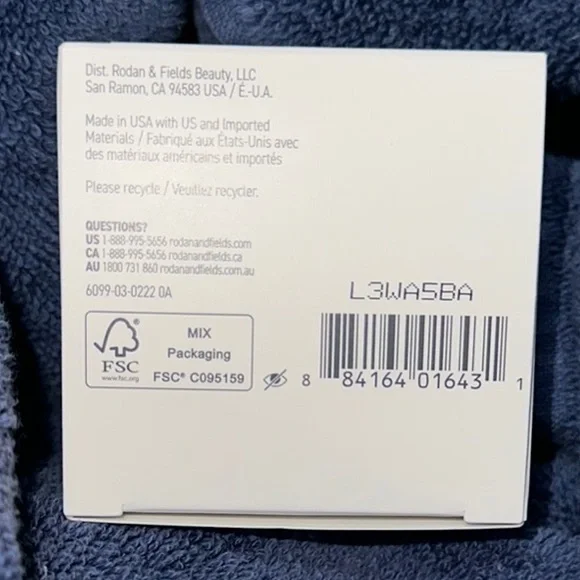 Dist. Rodan & Fields Beauty, LLC
San Ramon, CA 94583 USA / É.-U.A.
Made in USA with US and Imported
Materials / Fabriqué aux États-Unis avec
des matériaux américains et importés
Please recycle / Veuillez recycler.
QUESTIONS?
US 1-888-995-5656 rodanandfields.com
CA 1-888-995-5656 rodanandfields.ca
AU 1800 731 860 rodanandfields.com.au
6099-03-0222 0A
L3WA5BA
FSC
www.fsc.org
MIX
Packaging
FSC® C095159
8 84164 01643 1